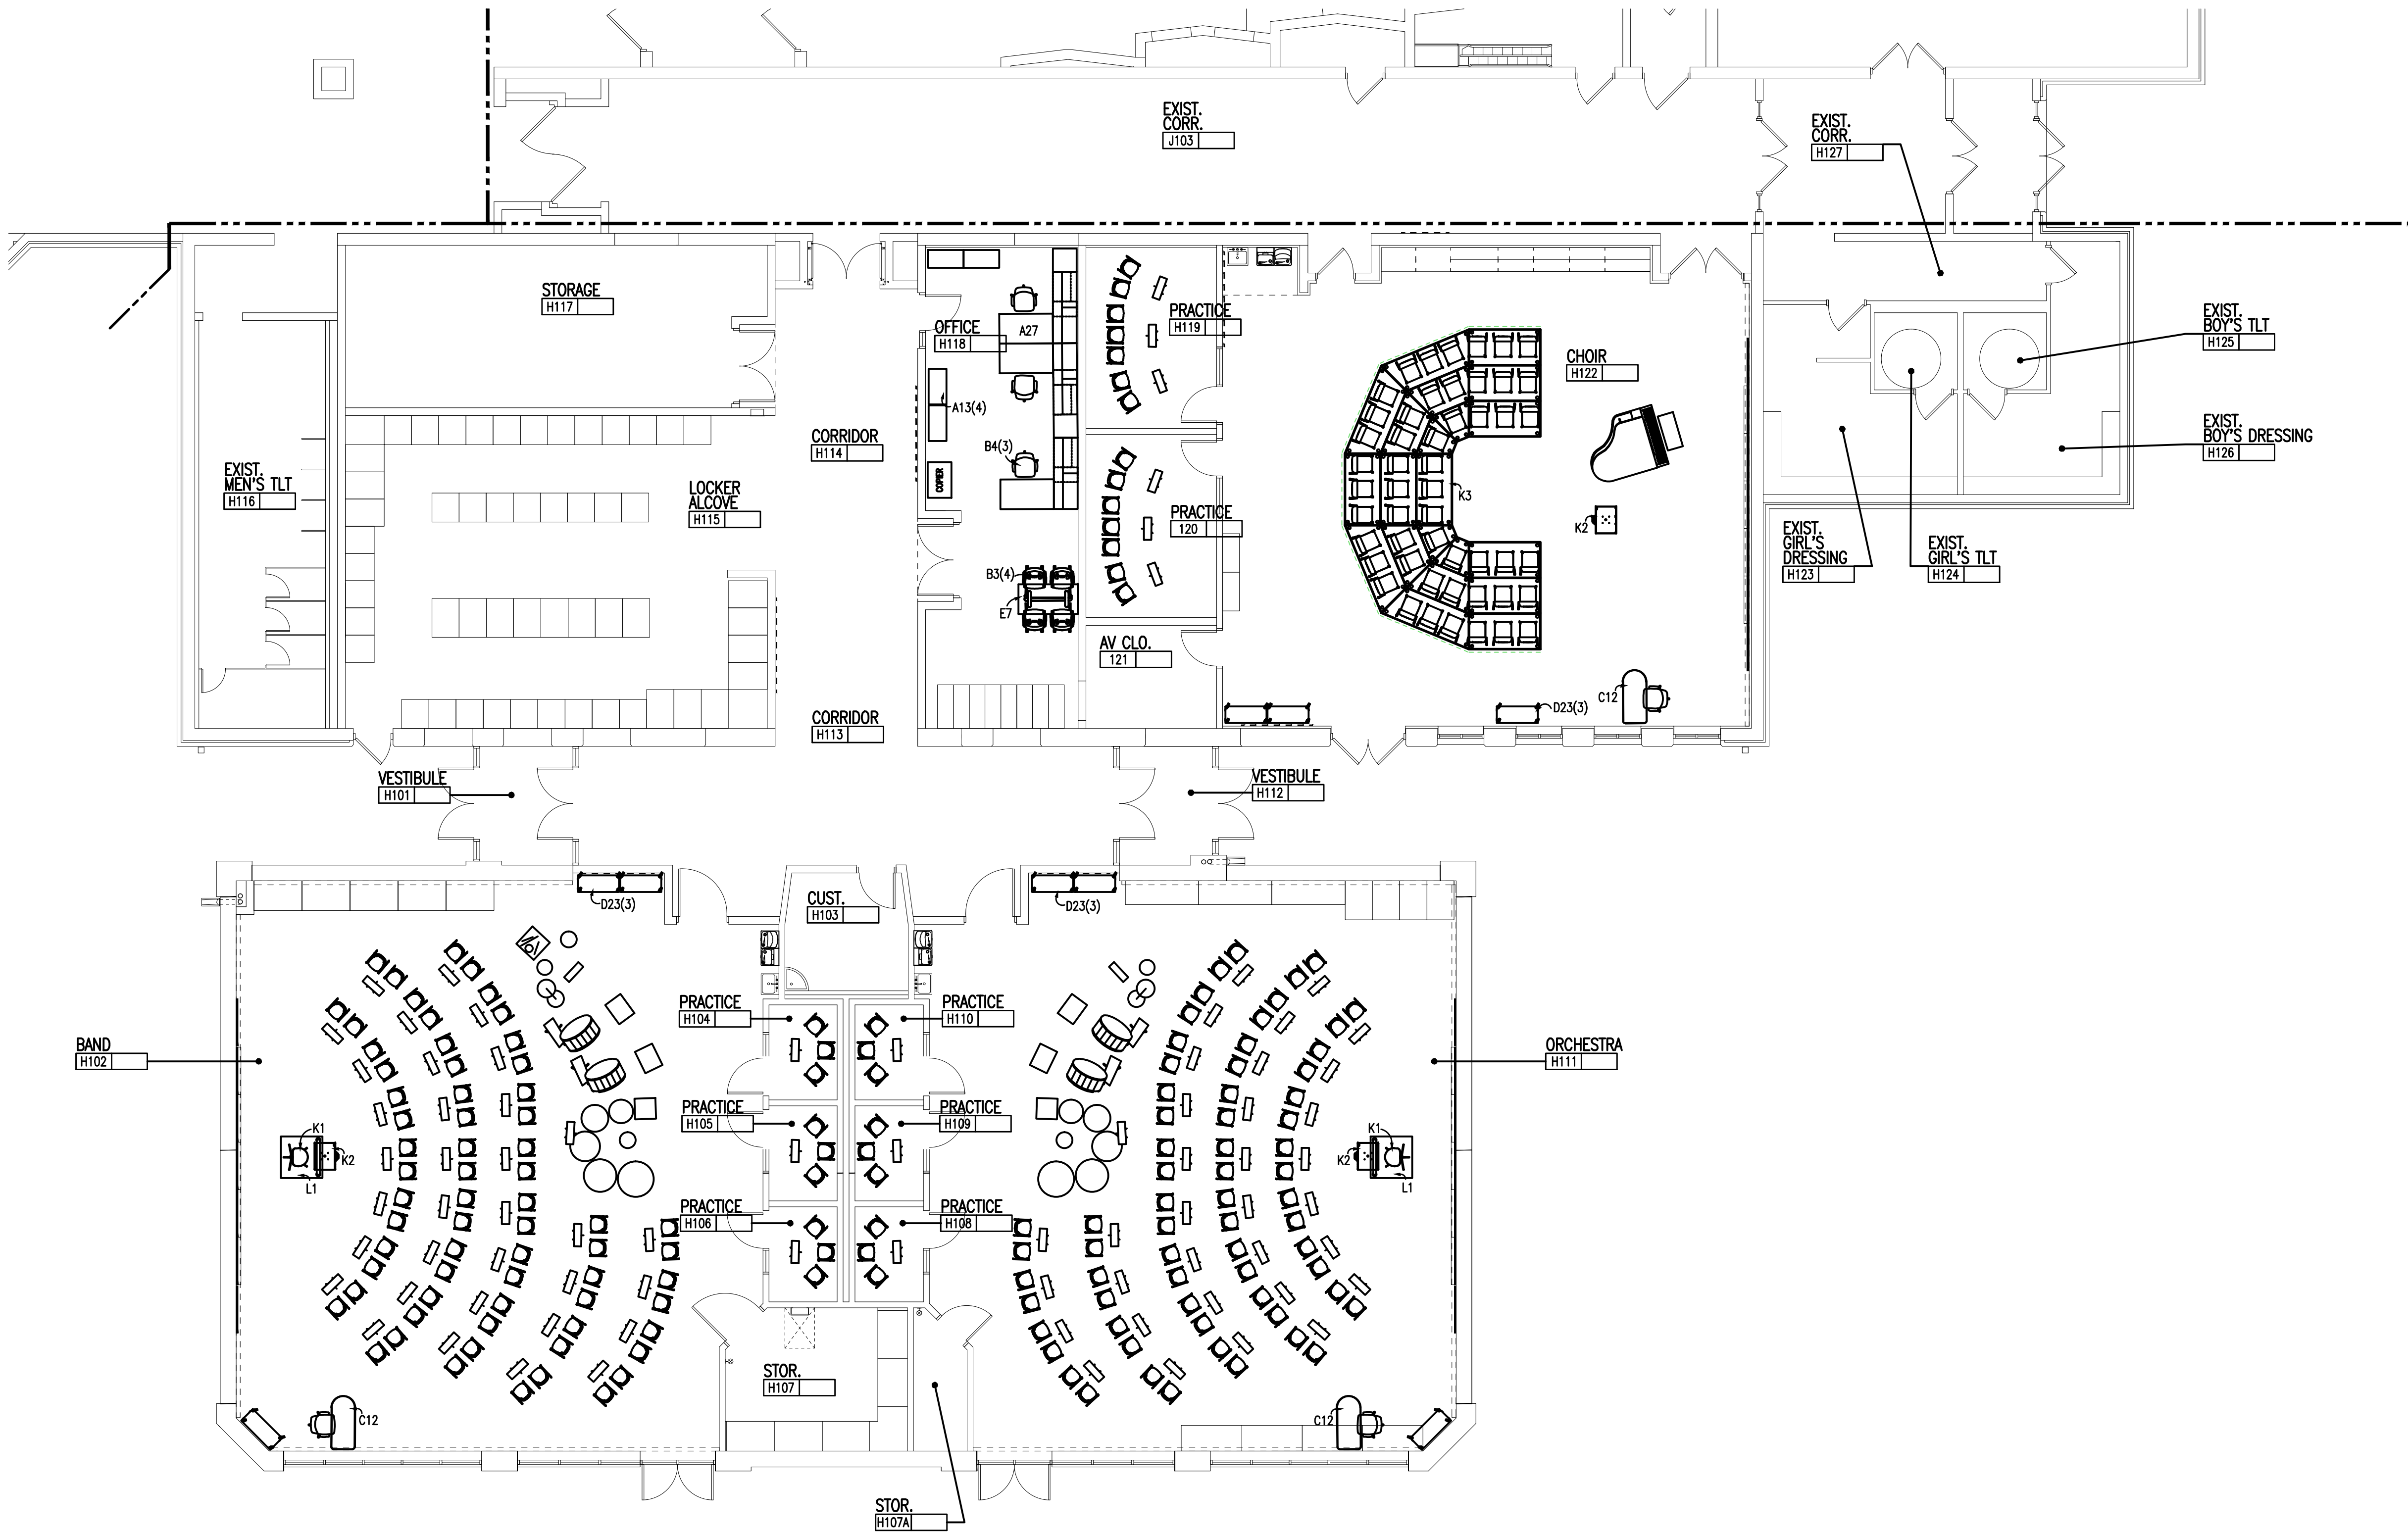 EXIST.
CORR.
J103
EXIST.
CORR.
H127
STORAGE
H117
OFFICE
H118
A27
PRACTICE
H119
EXIST.
BOY'S TLT
H125
CHOIR
H122
A13(4)
CORRIDOR
H114
B4(3)
EXIST.
BOY'S DRESSING
H126
EXIST.
MEN'S TLT
H116
LOCKER
ALCOVE
H115
COPIER
K3
PRACTICE
120
K2
EXIST.
GIRL'S
DRESSING
H123
EXIST.
GIRL'S TLT
H124
B3(4)
E7
AV CLO.
121
C12
D23(3)
CORRIDOR
H113
VESTIBULE
H101
VESTIBULE
H112
D23(3)
CUST.
H103
D23(3)
PRACTICE
H104
PRACTICE
H110
BAND
H102
ORCHESTRA
H111
PRACTICE
H105
PRACTICE
H109
K1
K2
L1
K1
K2
L1
PRACTICE
H106
PRACTICE
H108
STOR.
H107
C12
C12
STOR.
H107A